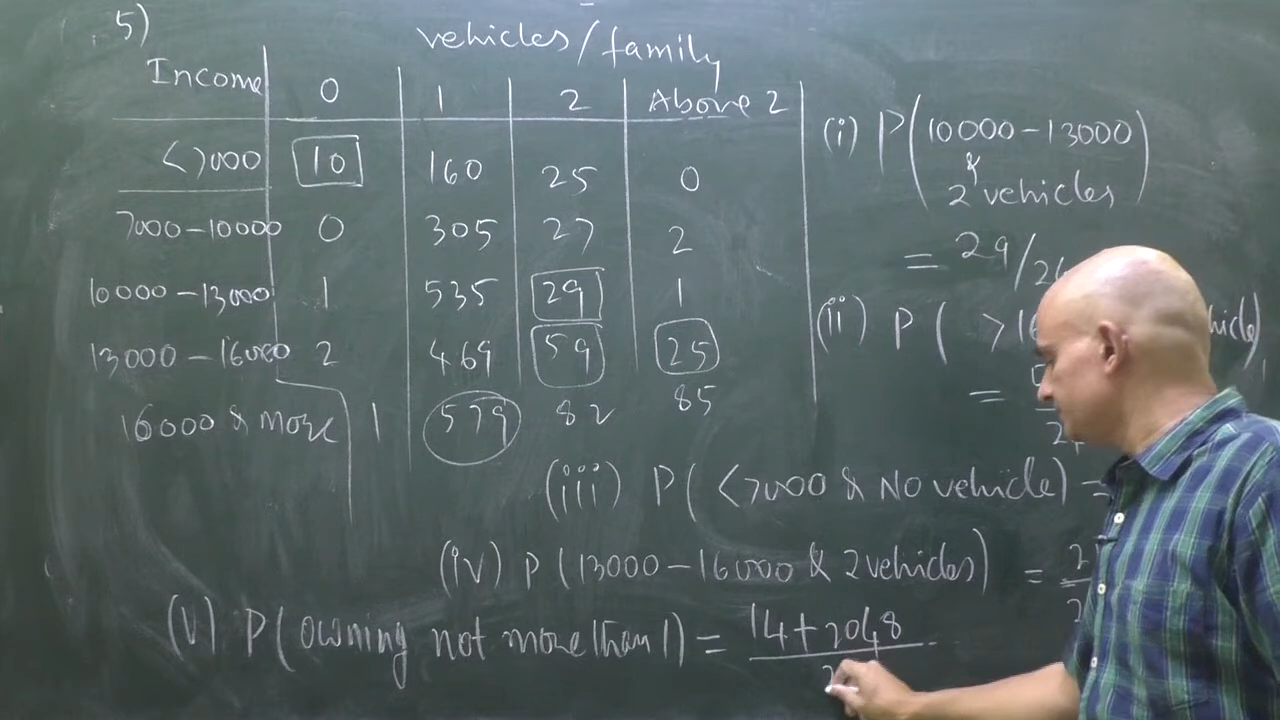 5)
vehicles/family
Income 0 1 2 Above 2
<7000 10 160 25 0
7000-10000 0 305 27 2
10000-13000 1 535 29 1
13000-16000 2 469 59 25
16000 & more 1 579 82 85
(i) P(10000-13000
&
2 vehicles)
= 29/
(ii) P( >
=
(iii) P(<7000 & No vehicle) =
(iv) P(13000-16000 & 2 vehicles) =
(v) P(owning not more than 1) = 14+2048